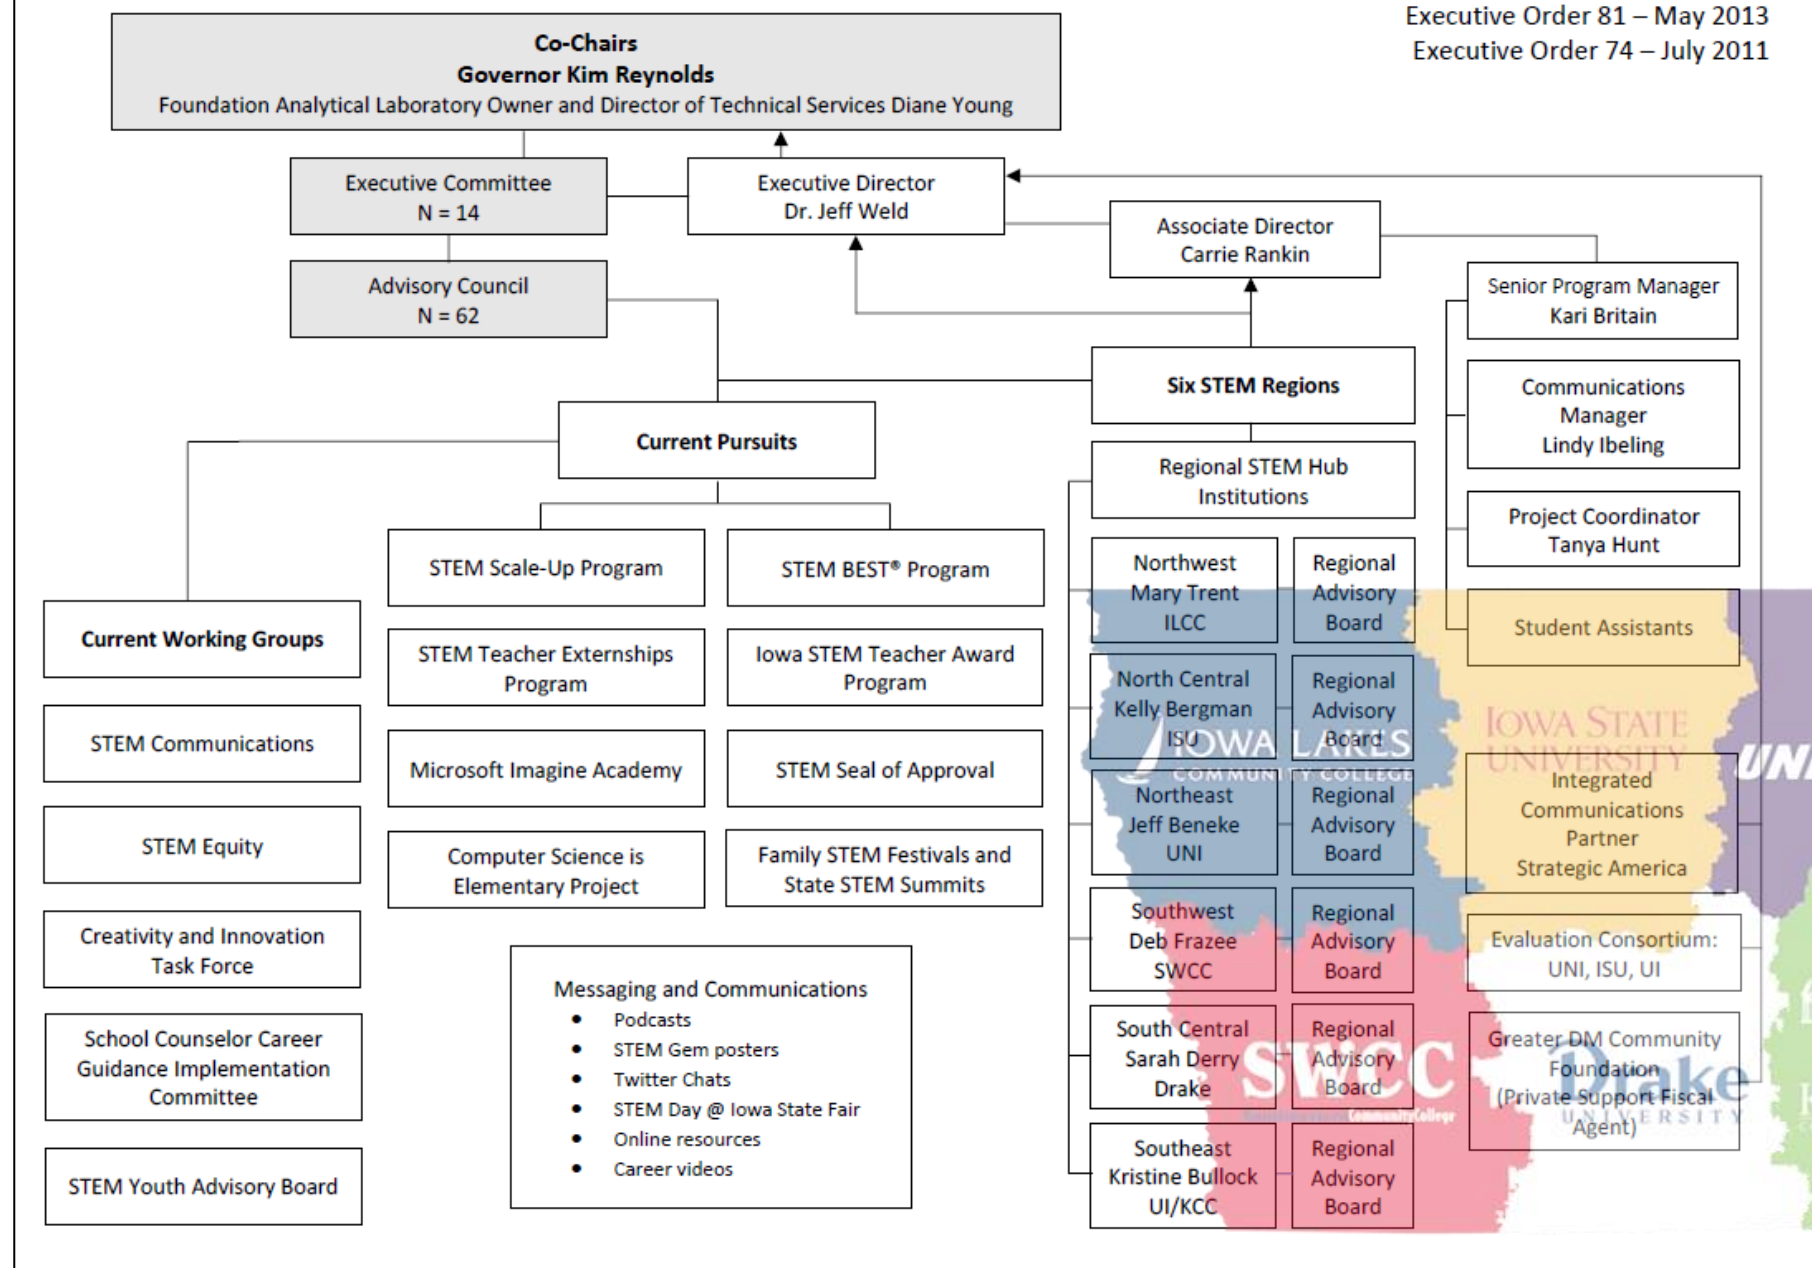 Executive Order 81 – May 2013
Executive Order 74 – July 2011
Co-Chairs
Governor Kim Reynolds
Foundation Analytical Laboratory Owner and Director of Technical Services Diane Young
Executive Committee
N = 14
Executive Director
Dr. Jeff Weld
Associate Director
Carrie Rankin
Advisory Council
N = 62
Senior Program Manager
Kari Britain
Communications
Manager
Lindy Ibeling
Project Coordinator
Tanya Hunt
Student Assistants
Six STEM Regions
Current Pursuits
Regional STEM Hub
Institutions
STEM Scale-Up Program
STEM BEST® Program
STEM Teacher Externships
Program
Iowa STEM Teacher Award
Program
Microsoft Imagine Academy
STEM Seal of Approval
Computer Science is
Elementary Project
Family STEM Festivals and
State STEM Summits
Current Working Groups
STEM Communications
STEM Equity
Creativity and Innovation
Task Force
School Counselor Career
Guidance Implementation
Committee
STEM Youth Advisory Board
Messaging and Communications
• Podcasts
• STEM Gem posters
• Twitter Chats
• STEM Day @ Iowa State Fair
• Online resources
• Career videos
Northwest
Mary Trent
ILCC
Regional
Advisory
Board
North Central
Kelly Bergman
ISU
Regional
Advisory
Board
Northeast
Jeff Beneke
UNI
Regional
Advisory
Board
Southwest
Deb Frazee
SWCC
Regional
Advisory
Board
South Central
Sarah Derry
Drake
Regional
Advisory
Board
Southeast
Kristine Bullock
UI/KCC
Regional
Advisory
Board
Integrated
Communications
Partner
Strategic America
Evaluation Consortium:
UNI, ISU, UI
Greater DM Community
Foundation
(Private Support Fiscal
Agent)
IOWA LAKES
COMMUNITY COLLEGE
IOWA STATE
UNIVERSITY
UNI
SWCC
CommunityCollege
Drake
UNIVERSITY